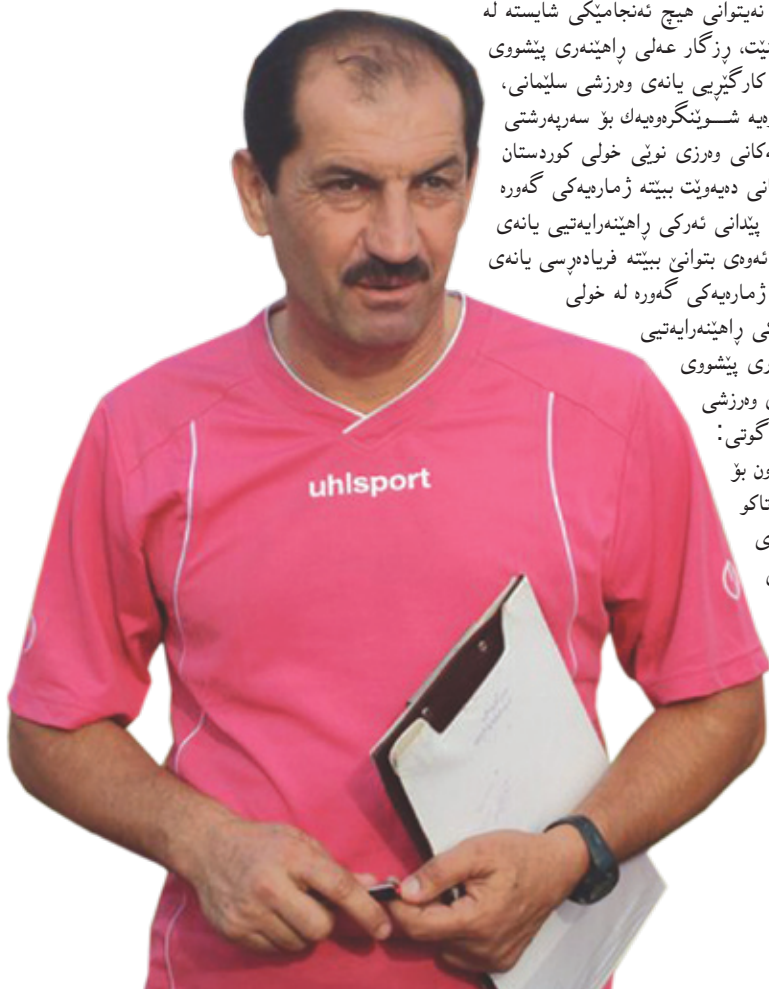 نەیتوانی هیچ ئەنجامێکی شایستە لە
ڕزگار عەلی ڕاهێنەری پێشووی
کارگێڕیی یانەی وەرزشی سلێمانی،
شوێنگرەوەیەك بۆ سەرپەرشتی
وەرزی نوێی خولی کوردستان
دەیەوێت ببێتە ژمارەیەکی گەورە
پێدانی ئەرکی ڕاهێنەرایەتیی یانەی
ئەوەی بتوانێ ببێتە فریادڕەسی یانەی
ژمارەیەکی گەورە لە خولی
ڕاهێنەرایەتیی
پێشووی
وەرزشی
گوتی:
بۆ
تاکو
uhlsport